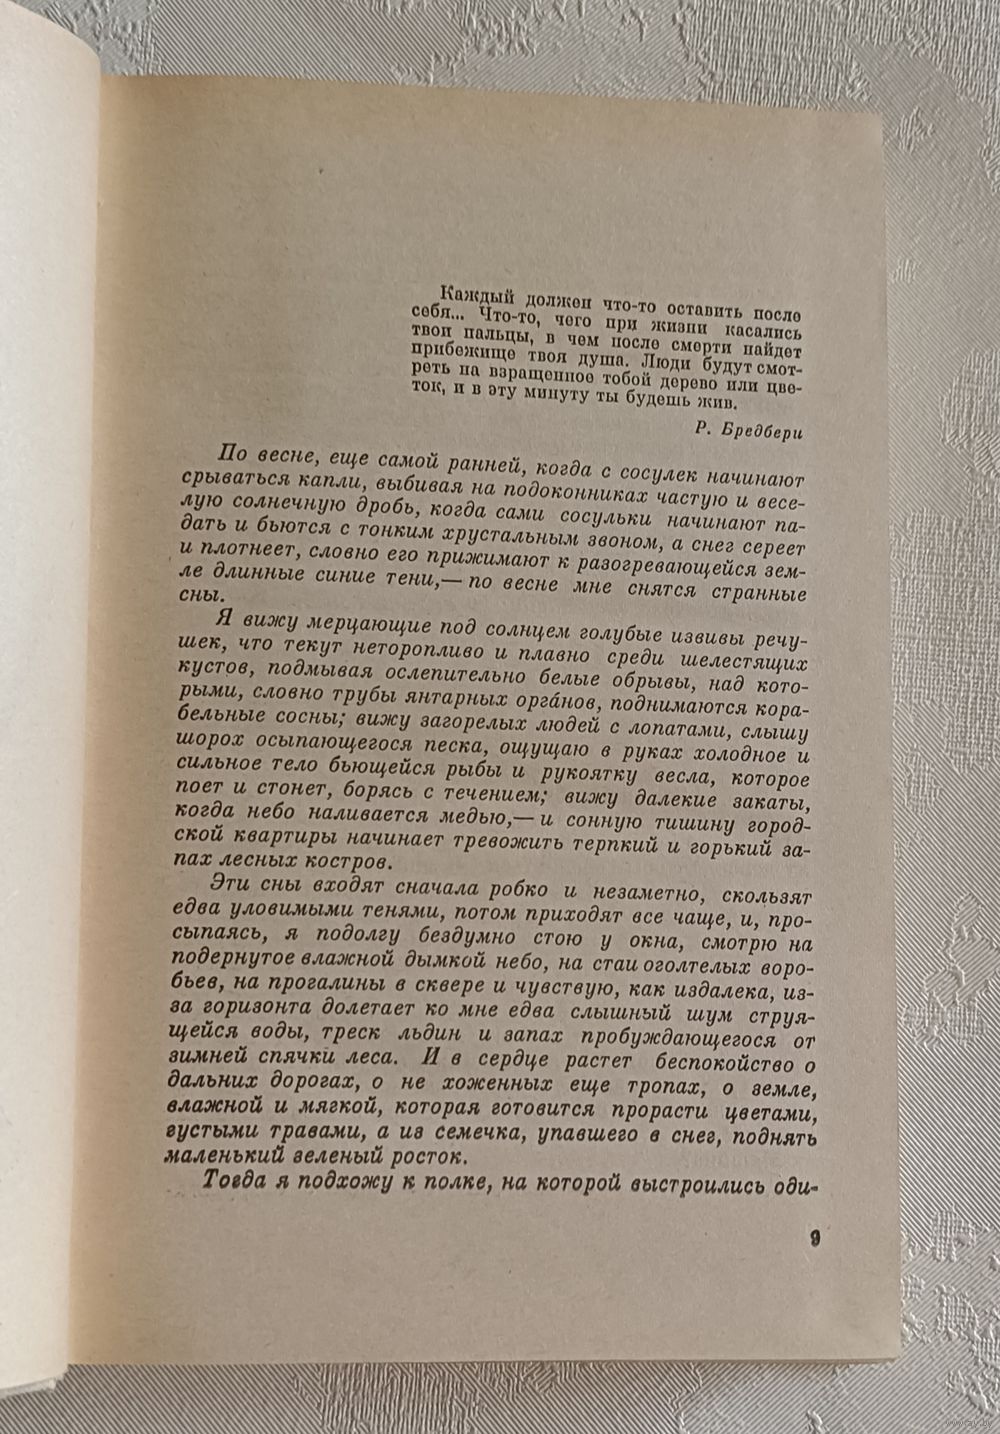 Каждый должен что-то оставить после
себя... Что-то, чего при жизни касались
твои пальцы, в чем после смерти найдет
прибежище твоя душа. Люди будут смот-
реть на взращенное тобой дерево или цве-
ток, и в эту минуту ты будешь жив.
Р. Бредбери
По весне, еще самой ранней, когда с сосулек начинают
срываться капли, выбивая на подоконниках частую и весе-
лую солнечную дробь, когда сами сосульки начинают па-
дать и бьются с тонким хрустальным звоном, а снег сереет
и плотнеет, словно его прижимают к разогревающейся зем-
ле длинные синие тени,— по весне мне снятся странные
сны.
Я вижу мерцающие под солнцем голубые извивы речу-
шек, что текут неторопливо и плавно среди шелестящих
кустов, подмывая ослепительно белые обрывы, над кото-
рыми, словно трубы янтарных орга́нов, поднимаются кора-
бельные сосны; вижу загорелых людей с лопатами, слышу
шорох осыпающегося песка, ощущаю в руках холодное и
сильное тело бьющейся рыбы и рукоятку весла, которое
поет и стонет, борясь с течением; вижу далекие закаты,
когда небо наливается медью,— и сонную тишину город-
ской квартиры начинает тревожить терпкий и горький за-
пах лесных костров.
Эти сны входят сначала робко и незаметно, скользят
едва уловимыми тенями, потом приходят все чаще, и, про-
сыпаясь, я подолгу бездумно стою у окна, смотрю на
подернутое влажной дымкой небо, на стаи оголтелых воро-
бьев, на прогалины в сквере и чувствую, как издалека, из-
за горизонта долетает ко мне едва слышный шум струя-
щейся воды, треск льдин и запах пробуждающегося от
зимней спячки леса. И в сердце растет беспокойство о
дальних дорогах, о не хоженных еще тропах, о земле,
влажной и мягкой, которая готовится прорасти цветами,
густыми травами, а из семечка, упавшего в снег, поднять
маленький зеленый росток.
Тогда я подхожу к полке, на которой выстроились оди-
9